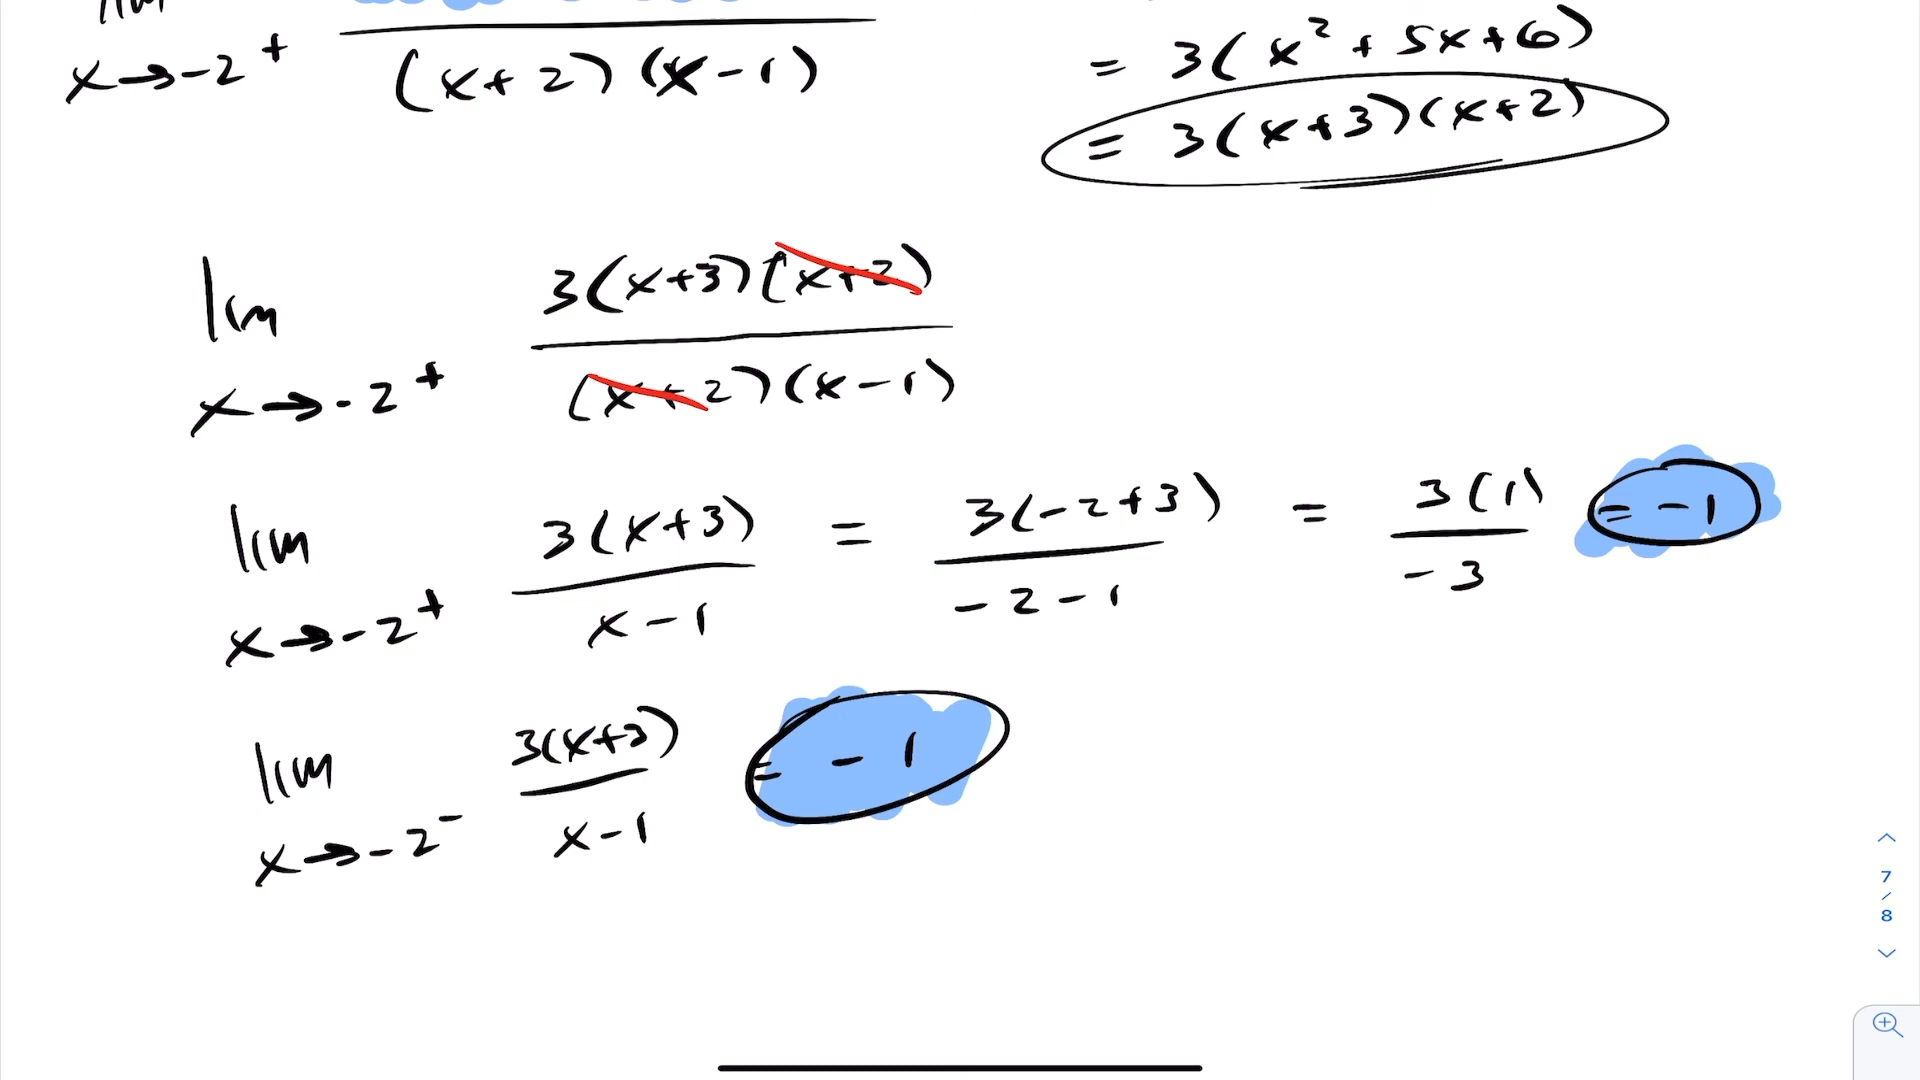 lim
x→-2⁺
(x+2)(x-1)
= 3(x²+5x+6)
= 3(x+3)(x+2)
lim 3(x+3)(x+2)
x→-2⁺ (x+2)(x-1)
lim 3(x+3) = 3(-2+3) = 3(1) = -1
x→-2⁺ x-1 -2-1 -3
lim 3(x+3) = -1
x→-2⁻ x-1
7
/
8